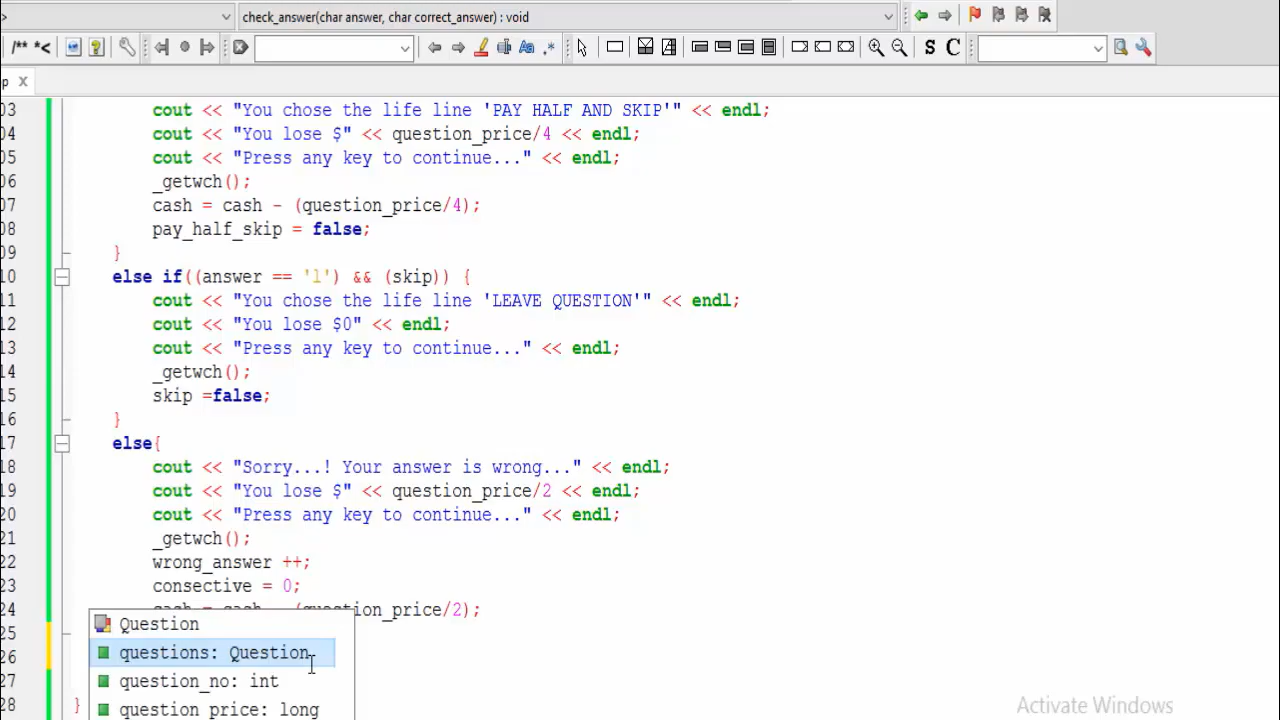 check_answer(char answer, char correct_answer) : void
/** *<
Aa .*
S C
p X
03 cout << "You chose the life line 'PAY HALF AND SKIP'" << endl;
04 cout << "You lose $" << question_price/4 << endl;
05 cout << "Press any key to continue..." << endl;
06 _getwch();
07 cash = cash - (question_price/4);
08 pay_half_skip = false;
09 }
10 else if((answer == 'l') && (skip)) {
11 cout << "You chose the life line 'LEAVE QUESTION'" << endl;
12 cout << "You lose $0" << endl;
13 cout << "Press any key to continue..." << endl;
14 _getwch();
15 skip =false;
16 }
17 else{
18 cout << "Sorry...! Your answer is wrong..." << endl;
19 cout << "You lose $" << question_price/2 << endl;
20 cout << "Press any key to continue..." << endl;
21 _getwch();
22 wrong_answer ++;
23 consective = 0;
24 cash = cash - (question_price/2);
25
26
27
28 }
Question
questions: Question
question_no: int
question_price: long
Activate Windows